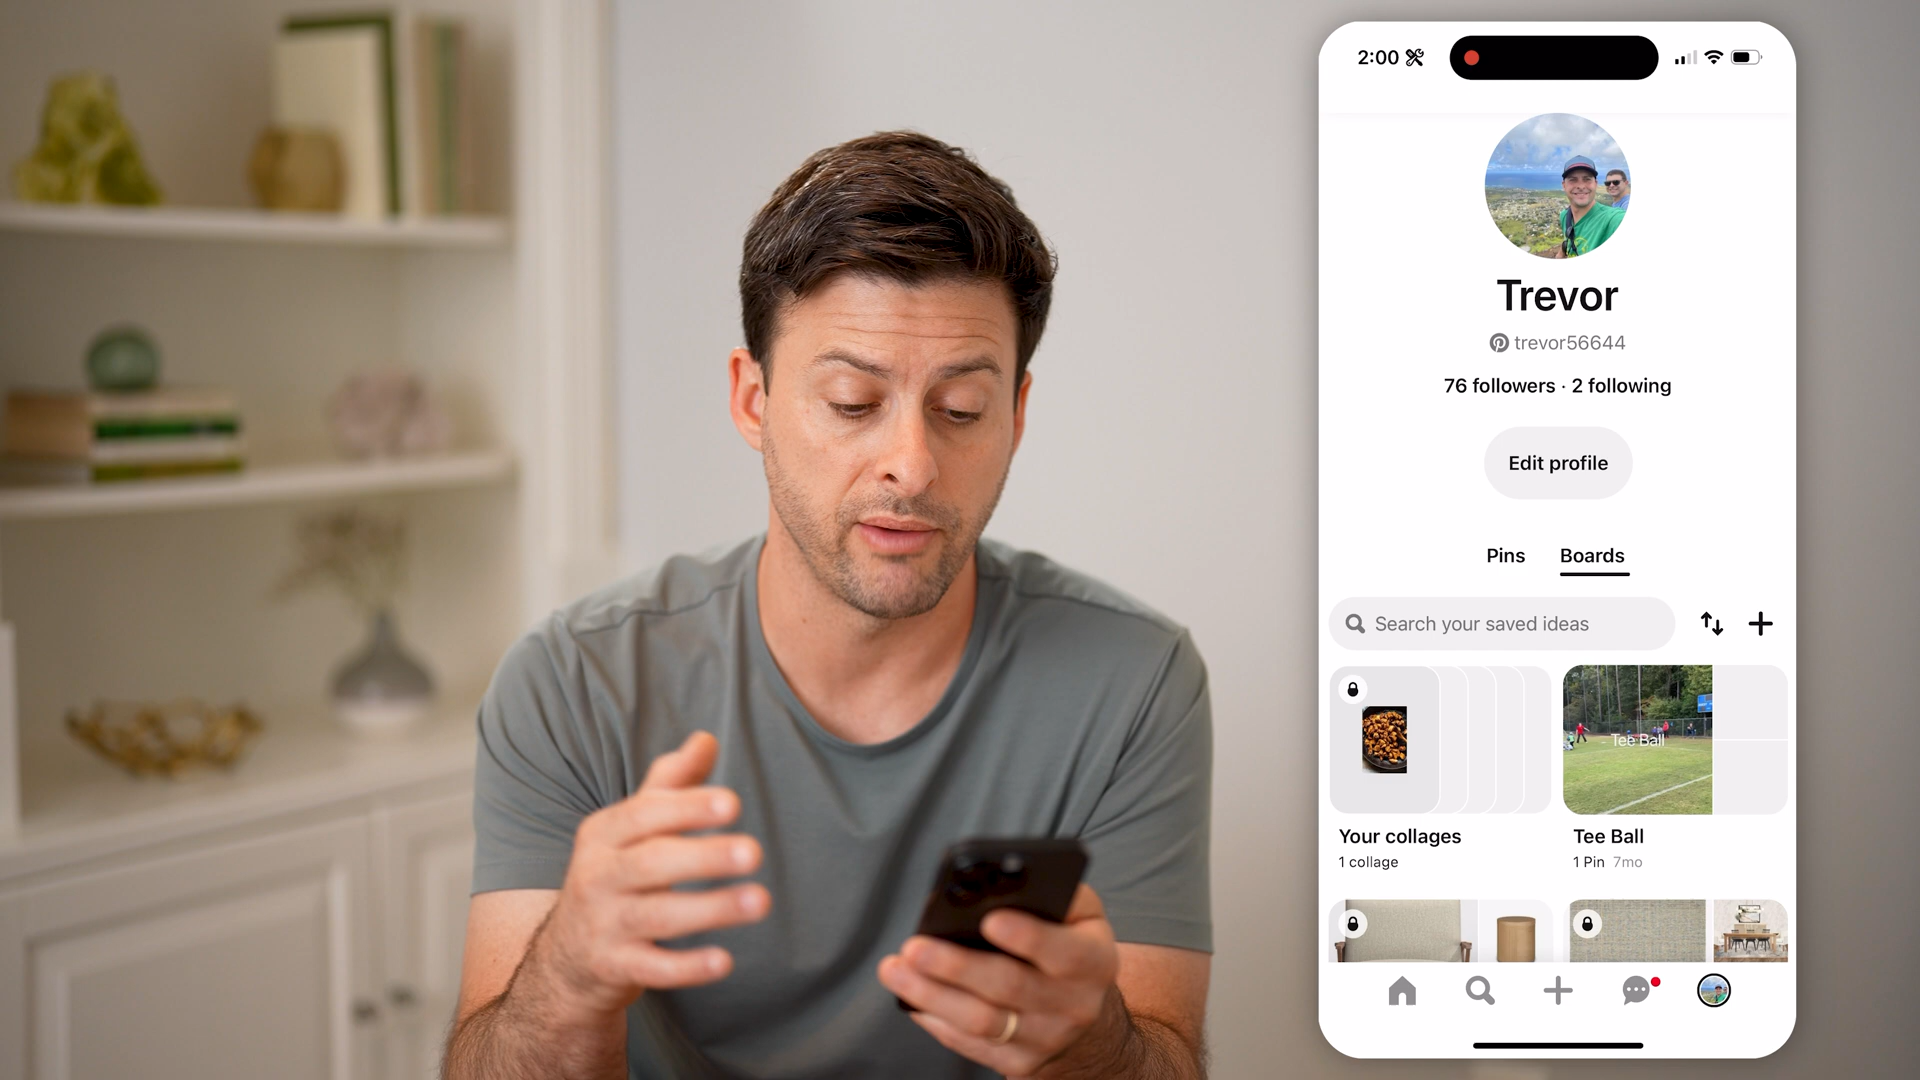 2:00
Trevor
trevor56644
76 followers · 2 following
Edit profile
Pins Boards
Search your saved ideas
Tee Ball
Your collages
1 collage
Tee Ball
1 Pin 7mo